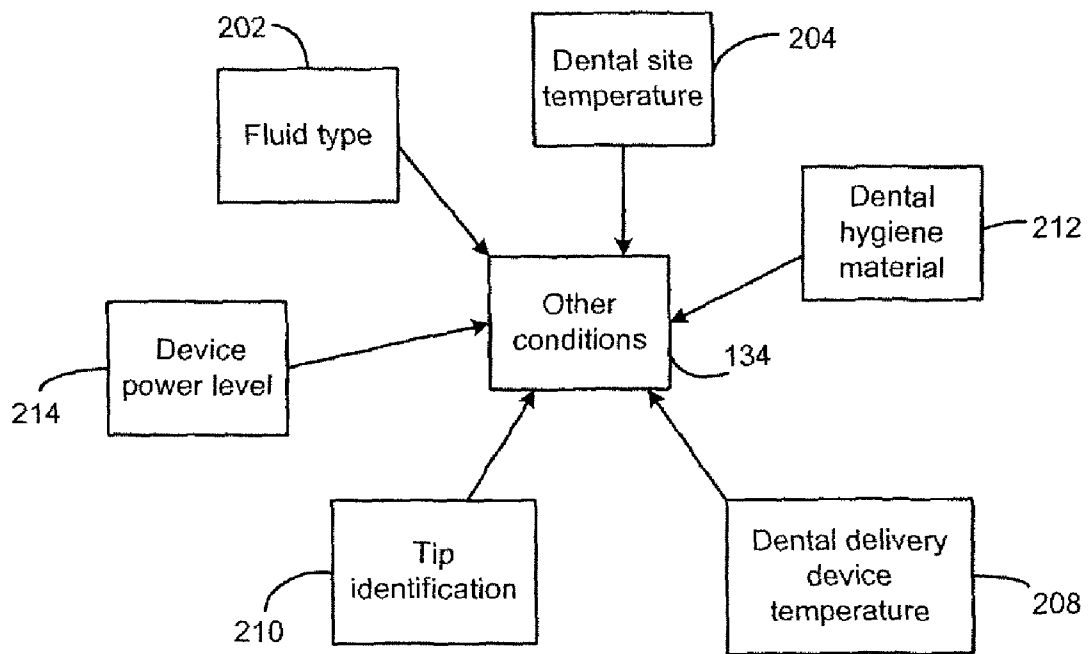 202
Fluid type
Dental site
temperature
204
Dental
hygiene
material
212
Other
conditions
134
Device
power level
214
Tip
identification
210
Dental delivery
device
temperature
208